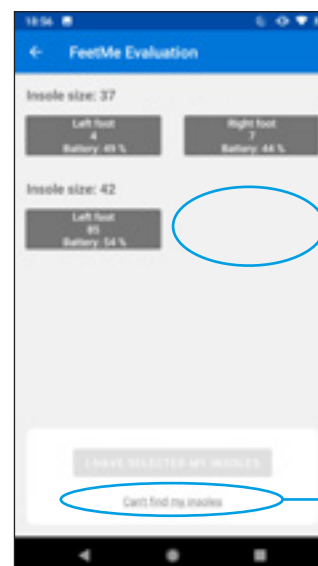 18:56
FeetMe Evaluation
Insole size: 37
Left foot
4
Battery: 49 %
Right foot
7
Battery: 44 %
Insole size: 42
Left foot
85
Battery: 54 %
I HAVE SELECTED MY INSOLES
Can't find my insoles